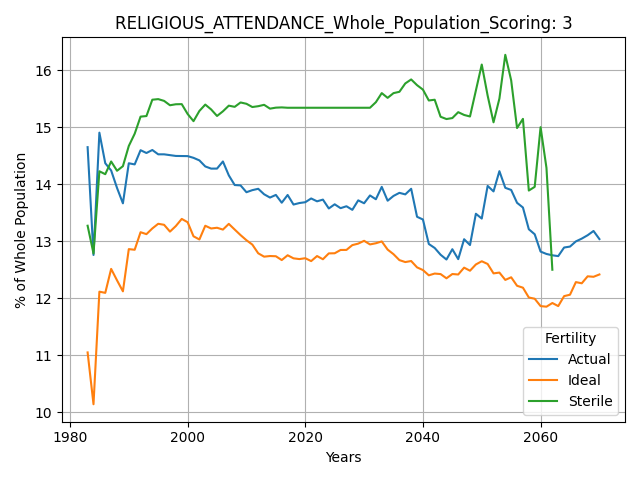 RELIGIOUS_ATTENDANCE_Whole_Population_Scoring: 3
% of Whole Population
16
15
14
13
12
11
10
1980
2000
2020
2040
2060
Years
Fertility
Actual
Ideal
Sterile